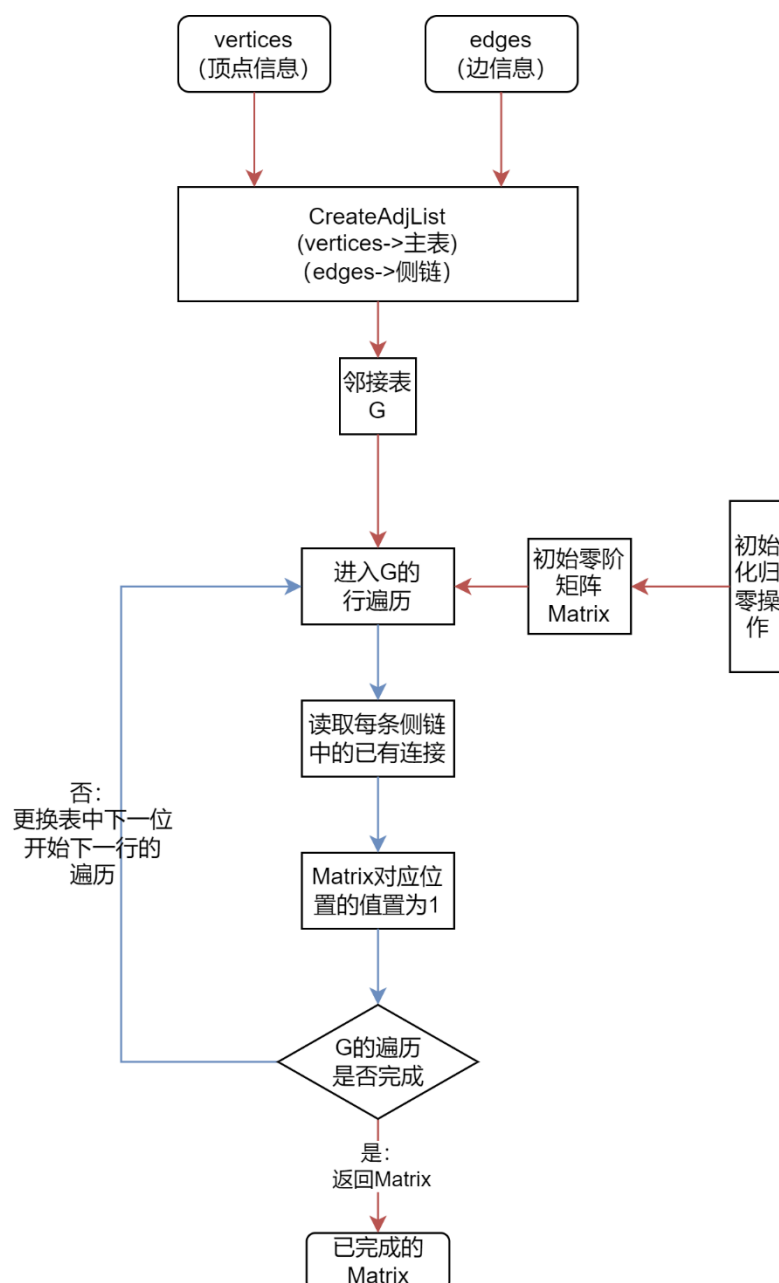 vertices
（顶点信息）
edges
（边信息）
CreateAdjList
(vertices->主表)
（edges->侧链）
邻接表
G
进入G的
行遍历
初始零阶
矩阵
Matrix
初始
化归
零操
作
读取每条侧链
中的已有连接
否：
更换表中下一位
开始下一行的
遍历
Matrix对应位
置的值置为1
G的遍历
是否完成
是：
返回Matrix
已完成的
Matrix